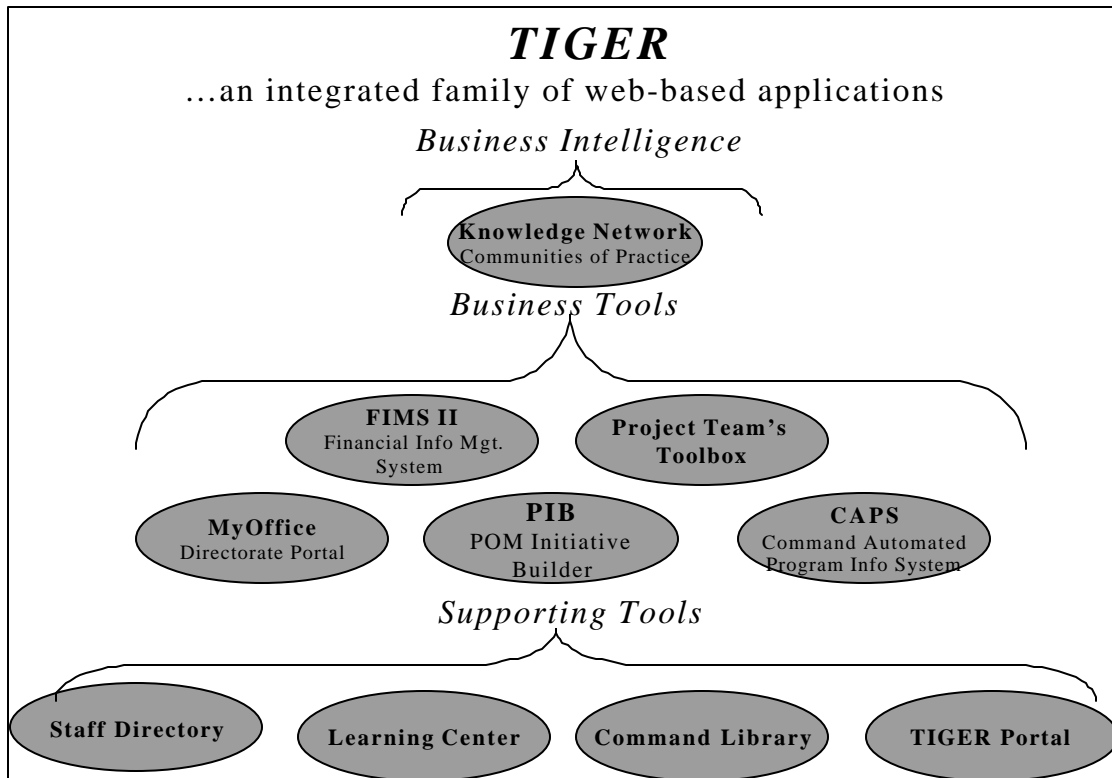 TIGER
...an integrated family of web-based applications
Business Intelligence
Knowledge Network
Communities of Practice
Business Tools
FIMS II
Financial Info Mgt.
System
Project Team’s
Toolbox
MyOffice
Directorate Portal
PIB
POM Initiative
Builder
CAPS
Command Automated
Program Info System
Supporting Tools
Staff Directory
Learning Center
Command Library
TIGER Portal